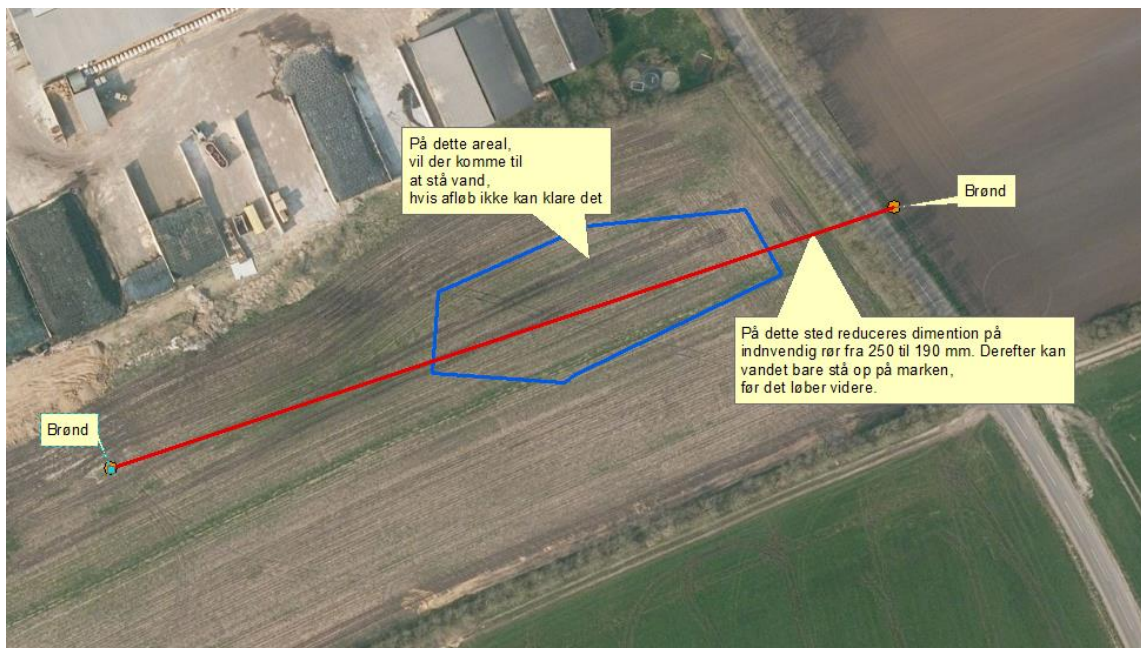 På dette areal,
vil der komme til
at stå vand,
hvis afløb ikke kan klare det
Brønd
På dette sted reduceres dimention på
indnvendig rør fra 250 til 190 mm. Derefter kan
vandet bare stå op på marken,
før det løber videre.
Brønd